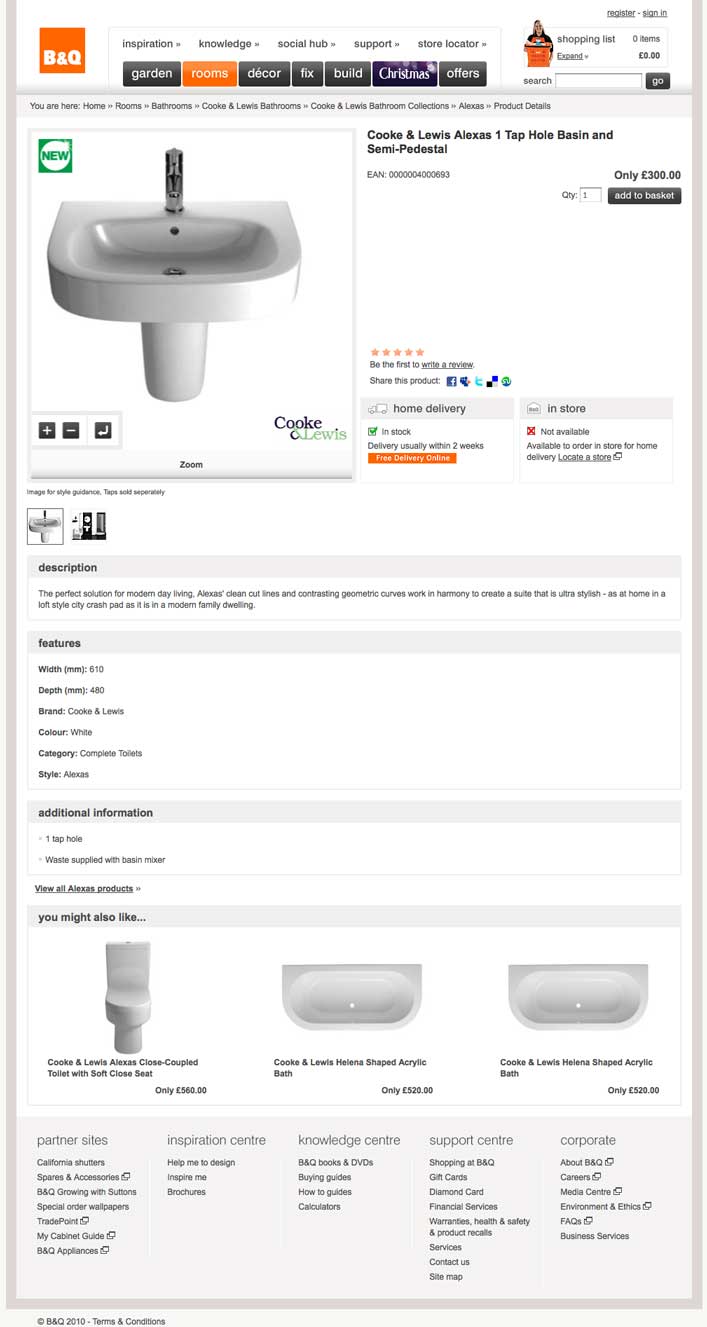 register - sign in
B&Q
inspiration » knowledge » social hub » support » store locator »
shopping list 0 items
Expand » £0.00
garden rooms décor fix build Christmas offers
search go
You are here: Home » Rooms » Bathrooms » Cooke & Lewis Bathrooms » Cooke & Lewis Bathroom Collections » Alexas » Product Details
NEW
Cooke & Lewis Alexas 1 Tap Hole Basin and
Semi-Pedestal
EAN: 0000004000693
Only £300.00
Qty: 1 add to basket
Be the first to write a review.
Share this product:
Cooke
&Lewis
Zoom
home delivery
In stock
Delivery usually within 2 weeks
Free Delivery Online
B&Q in store
Not available
Available to order in store for home
delivery Locate a store
Image for style guidance, Taps sold seperately
description
The perfect solution for modern day living, Alexas' clean cut lines and contrasting geometric curves work in harmony to create a suite that is ultra stylish - as at home in a
loft style city crash pad as it is in a modern family dwelling.
features
Width (mm): 610
Depth (mm): 480
Brand: Cooke & Lewis
Colour: White
Category: Complete Toilets
Style: Alexas
additional information
1 tap hole
Waste supplied with basin mixer
View all Alexas products »
you might also like...
Cooke & Lewis Alexas Close-Coupled
Toilet with Soft Close Seat
Only £560.00
Cooke & Lewis Helena Shaped Acrylic
Bath
Only £520.00
Cooke & Lewis Helena Shaped Acrylic
Bath
Only £520.00
partner sites
California shutters
Spares & Accessories
B&Q Growing with Suttons
Special order wallpapers
TradePoint
My Cabinet Guide
B&Q Appliances
inspiration centre
Help me to design
Inspire me
Brochures
knowledge centre
B&Q books & DVDs
Buying guides
How to guides
Calculators
support centre
Shopping at B&Q
Gift Cards
Diamond Card
Financial Services
Warranties, health & safety
& product recalls
Services
Contact us
Site map
corporate
About B&Q
Careers
Media Centre
Environment & Ethics
FAQs
Business Services
© B&Q 2010 - Terms & Conditions